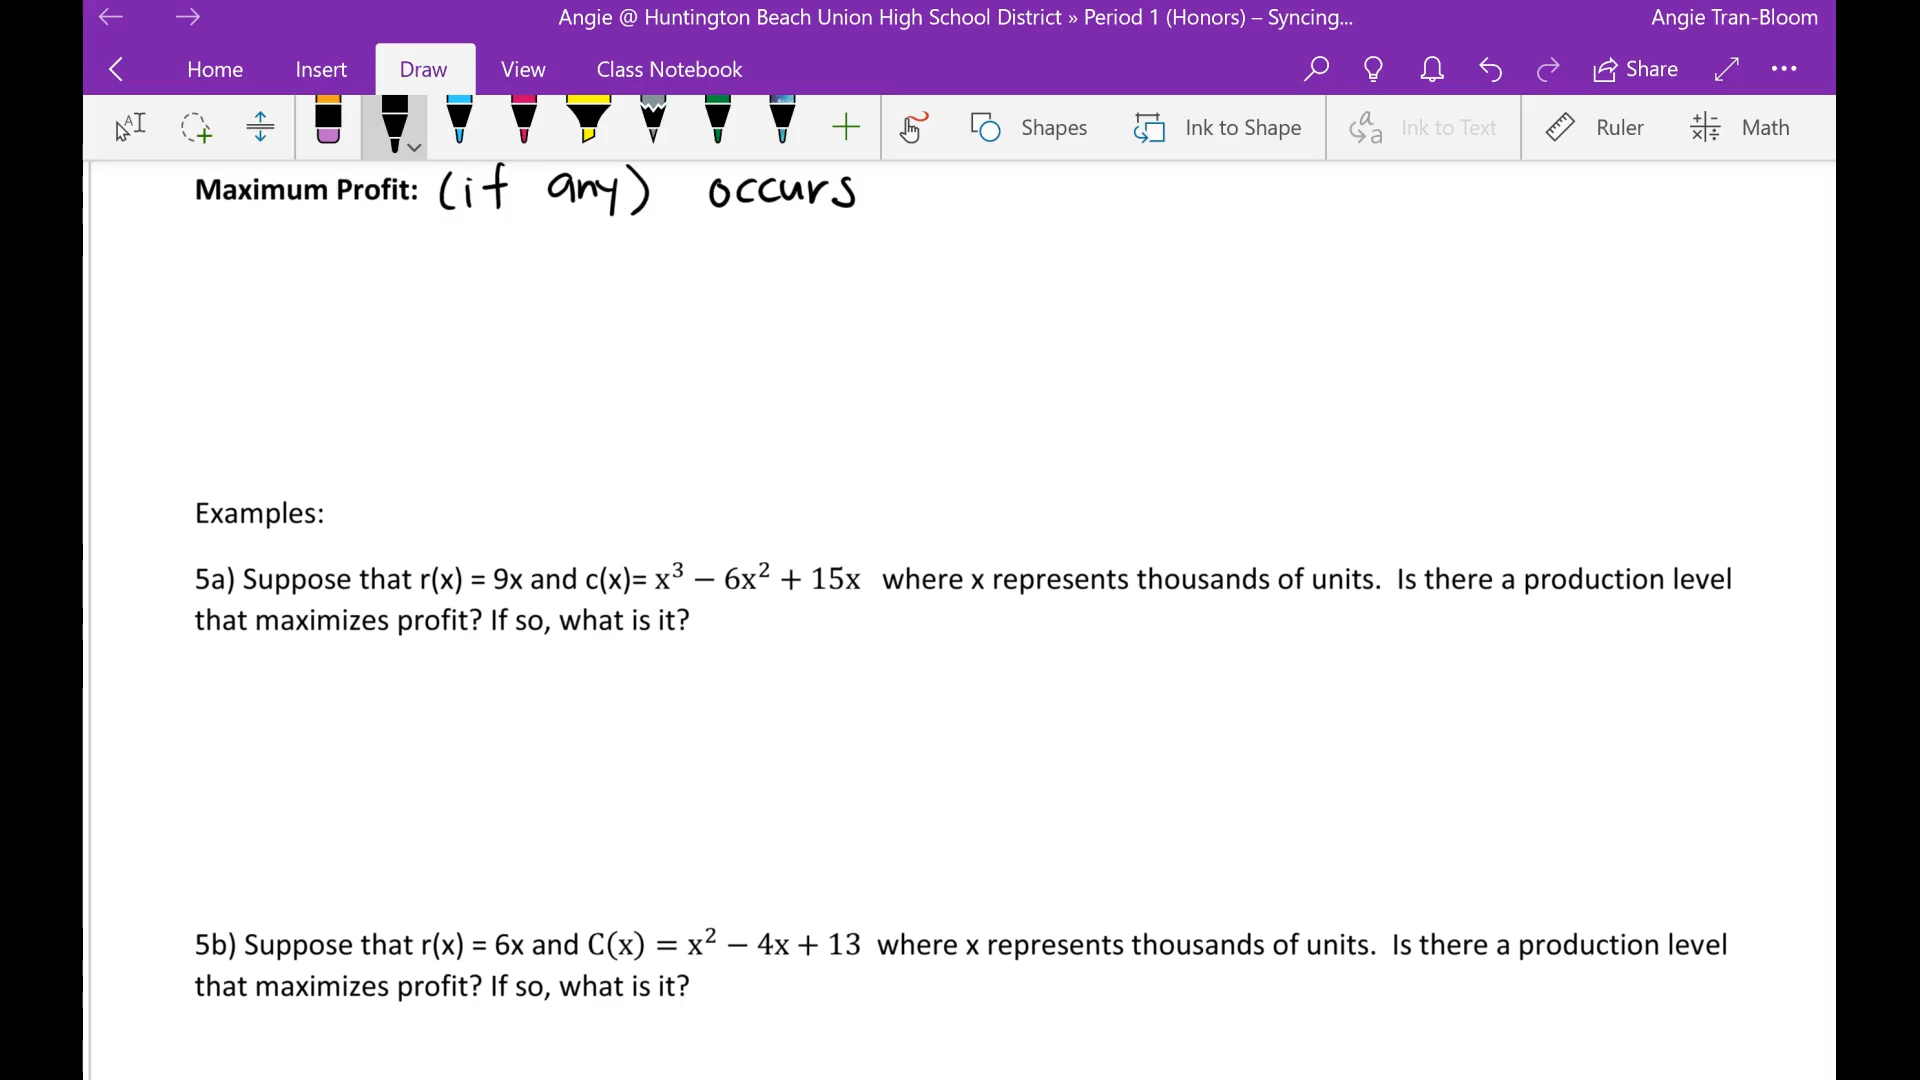 Angie @ Huntington Beach Union High School District » Period 1 (Honors) – Syncing...
Angie Tran-Bloom
Home Insert Draw View Class Notebook Share
Shapes Ink to Shape Ink to Text Ruler Math
Maximum Profit: (if any) occurs
Examples:
5a) Suppose that r(x) = 9x and c(x)= x³ − 6x² + 15x where x represents thousands of units. Is there a production level
that maximizes profit? If so, what is it?
5b) Suppose that r(x) = 6x and C(x) = x² − 4x + 13 where x represents thousands of units. Is there a production level
that maximizes profit? If so, what is it?